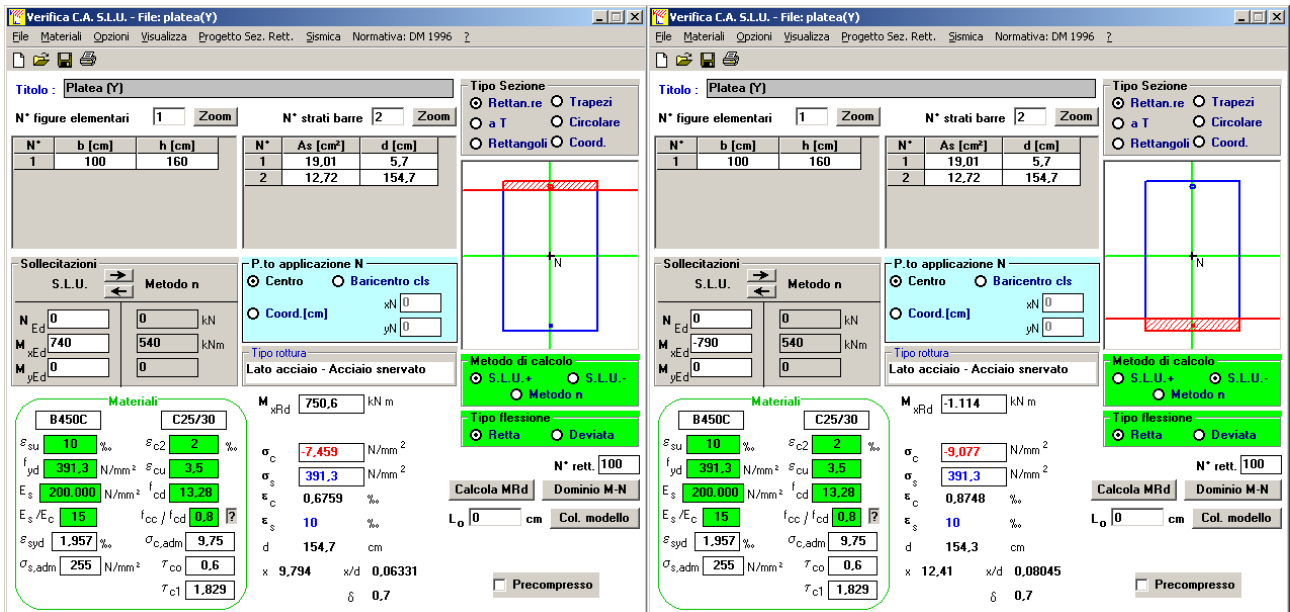 Verifica C.A. S.L.U. - File: platea(Y)
File Materiali Opzioni Visualizza Progetto Sez. Rett. Sismica Normativa: DM 1996 ?
Titolo : Platea (Y)
N° figure elementari 1 Zoom
N° strati barre 2 Zoom
N° b [cm] h [cm]
1 100 160
N° As [cm²] d [cm]
1 19,01 5,7
2 12,72 154,7
Tipo Sezione
Rettan.re Trapezi
a T Circolare
Rettangoli Coord.
N
Sollecitazioni
S.L.U. Metodo n
N Ed 0 0 kN
M xEd 740 540 kNm
M yEd 0 0
P.to applicazione N
Centro Baricentro cls
Coord.[cm] xN 0
yN 0
Tipo rottura
Lato acciaio - Acciaio snervato
Metodo di calcolo
S.L.U.+ S.L.U.-
Metodo n
Tipo flessione
Retta Deviata
N° rett. 100
Calcola MRd Dominio M-N
L₀ 0 cm Col. modello
Precompresso
Materiali
B450C C25/30
εsu 10 ‰ εc2 2 ‰
fyd 391,3 N/mm² εcu 3,5
Es 200.000 N/mm² fcd 13,28
Es/Ec 15 fcc / fcd 0,8 ?
εsyd 1,957 ‰ σc,adm 9,75
σs,adm 255 N/mm² τco 0,6
τc1 1,829
M xRd 750,6 kN m
σc -7,459 N/mm²
σs 391,3 N/mm²
εc 0,6759 ‰
εs 10 ‰
d 154,7 cm
x 9,794 x/d 0,06331
δ 0,7
Verifica C.A. S.L.U. - File: platea(Y)
File Materiali Opzioni Visualizza Progetto Sez. Rett. Sismica Normativa: DM 1996 ?
Titolo : Platea (Y)
N° figure elementari 1 Zoom
N° strati barre 2 Zoom
N° b [cm] h [cm]
1 100 160
N° As [cm²] d [cm]
1 19,01 5,7
2 12,72 154,7
Tipo Sezione
Rettan.re Trapezi
a T Circolare
Rettangoli Coord.
N
Sollecitazioni
S.L.U. Metodo n
N Ed 0 0 kN
M xEd -790 540 kNm
M yEd 0 0
P.to applicazione N
Centro Baricentro cls
Coord.[cm] xN 0
yN 0
Tipo rottura
Lato acciaio - Acciaio snervato
Metodo di calcolo
S.L.U.+ S.L.U.-
Metodo n
Tipo flessione
Retta Deviata
N° rett. 100
Calcola MRd Dominio M-N
L₀ 0 cm Col. modello
Precompresso
Materiali
B450C C25/30
εsu 10 ‰ εc2 2 ‰
fyd 391,3 N/mm² εcu 3,5
Es 200.000 N/mm² fcd 13,28
Es/Ec 15 fcc / fcd 0,8 ?
εsyd 1,957 ‰ σc,adm 9,75
σs,adm 255 N/mm² τco 0,6
τc1 1,829
M xRd -1.114 kN m
σc -9,077 N/mm²
σs 391,3 N/mm²
εc 0,8748 ‰
εs 10 ‰
d 154,3 cm
x 12,41 x/d 0,08045
δ 0,7